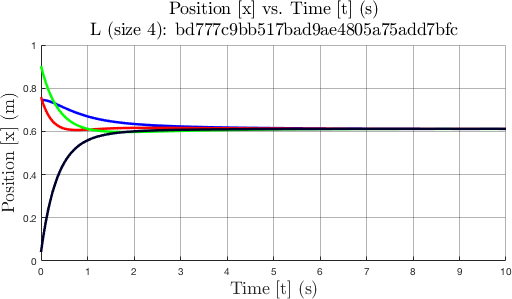 Position [x] vs. Time [t] (s)
L (size 4): bd777c9bb517bad9ae4805a75add7bfc
Position [x] (m)
1
0.8
0.6
0.4
0.2
0
0 1 2 3 4 5 6 7 8 9 10
Time [t] (s)